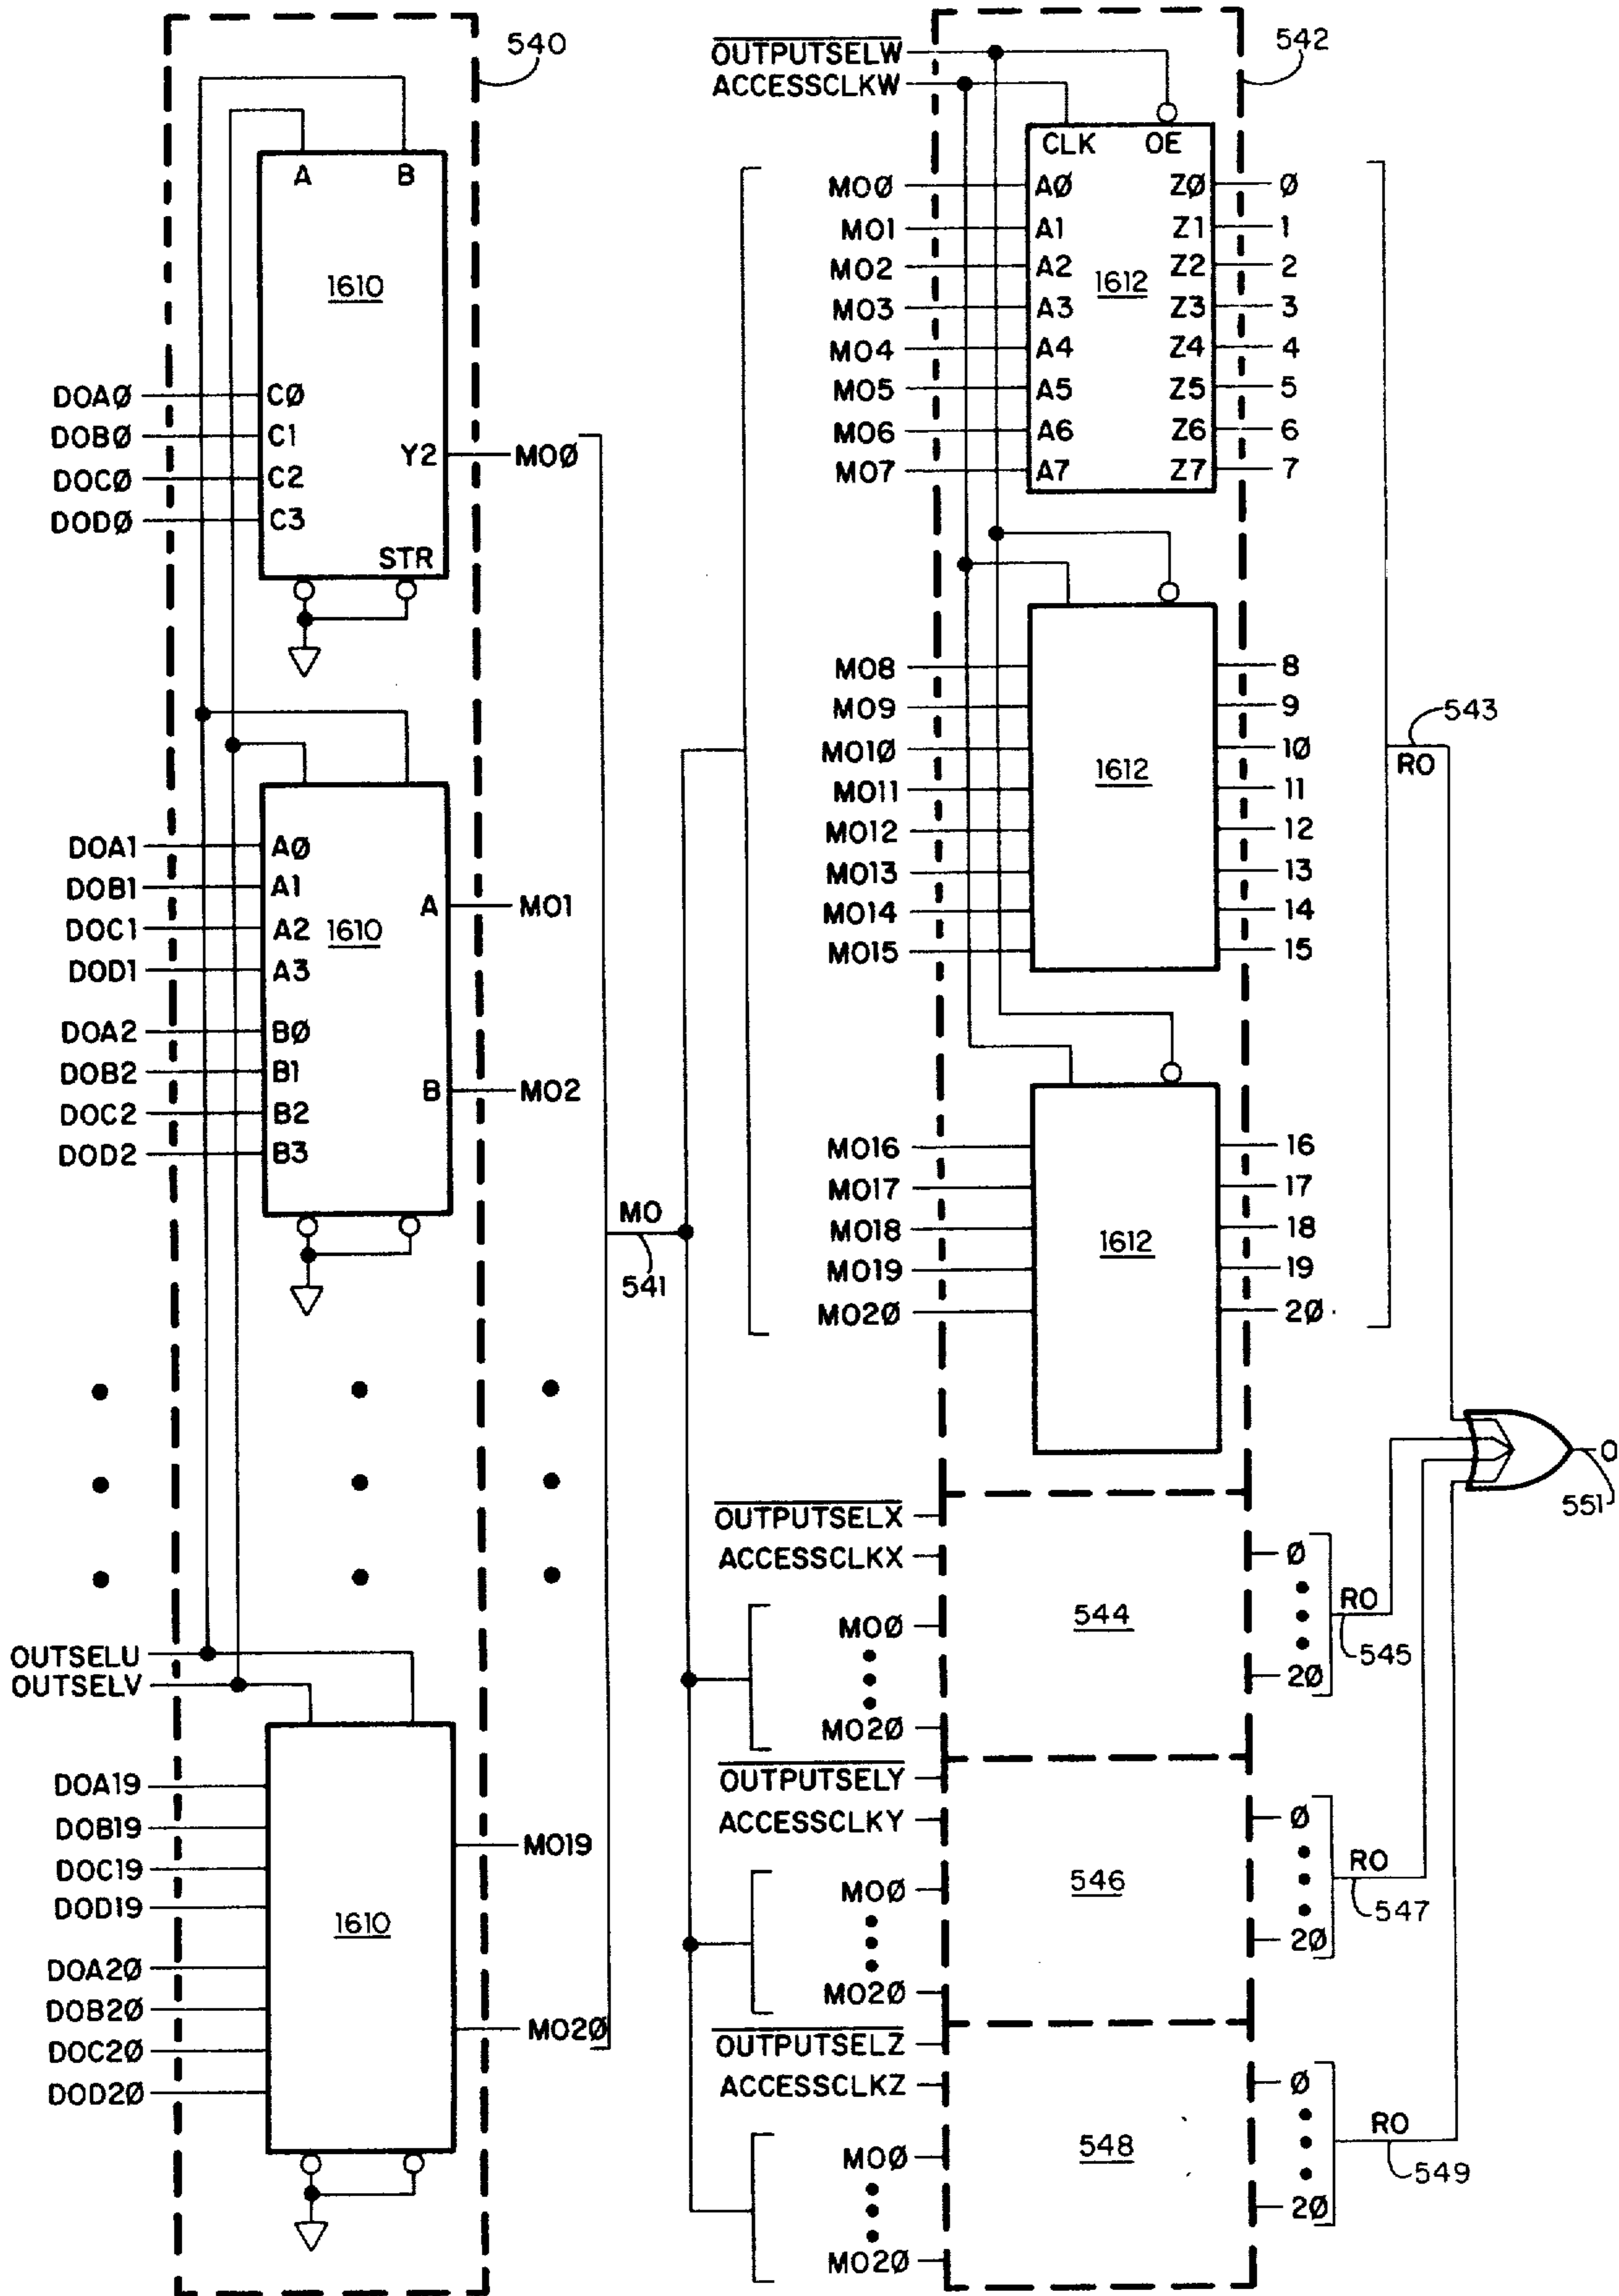 540
A B
1610
DOAØ CØ
DOBØ C1
DOCØ C2
DODØ C3
Y2 MOØ
STR
DOA1 AØ
DOB1 A1
DOC1 A2
DOD1 A3
1610
A MO1
DOA2 BØ
DOB2 B1
DOC2 B2
DOD2 B3
B MO2
OUTSELU
OUTSELV
DOA19
DOB19
DOC19
DOD19
1610
MO19
DOA2Ø
DOB2Ø
DOC2Ø
DOD2Ø
MO2Ø
MO
541
542
OUTPUTSELW
ACCESSCLKW
CLK OE
MOØ AØ ZØ Ø
MO1 A1 Z1 1
MO2 A2 Z2 2
1612
MO3 A3 Z3 3
MO4 A4 Z4 4
MO5 A5 Z5 5
MO6 A6 Z6 6
MO7 A7 Z7 7
MO8 8
MO9 9
MO1Ø 1Ø
1612
MO11 11
MO12 12
MO13 13
MO14 14
MO15 15
MO16 16
MO17 17
MO18 18
1612
MO19 19
MO2Ø 2Ø
543
RO
O
551
OUTPUTSELX
ACCESSCLKX
544
MOØ
MO2Ø
Ø
2Ø
RO
545
OUTPUTSELY
ACCESSCLKY
546
MOØ
MO2Ø
Ø
2Ø
RO
547
OUTPUTSELZ
ACCESSCLKZ
548
MOØ
MO2Ø
Ø
2Ø
RO
549